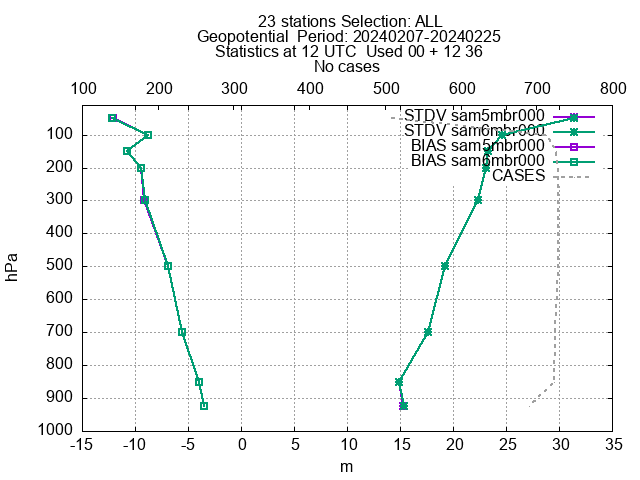 23 stations Selection: ALL
Geopotential  Period: 20240207-20240225
Statistics at 12 UTC  Used 00 + 12 36
No cases
100 200 300 400 500 600 700 800
STDV sam5mbr000
STDV sam6mbr000
BIAS sam5mbr000
BIAS sam6mbr000
CASES
100
200
300
400
500
600
700
800
900
1000
hPa
-15 -10 -5 0 5 10 15 20 25 30 35
m